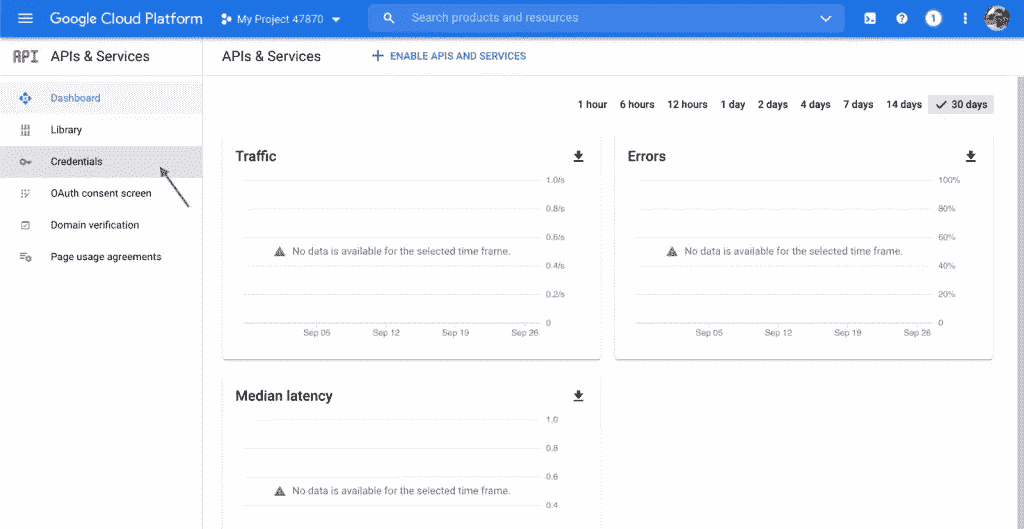 Google Cloud Platform
My Project 47870
Search products and resources
1
API
APIs & Services
APIs & Services
ENABLE APIS AND SERVICES
Dashboard
Library
Credentials
OAuth consent screen
Domain verification
Page usage agreements
1 hour 6 hours 12 hours 1 day 2 days 4 days 7 days 14 days 30 days
Traffic
1.0/s
0.8/s
0.6/s
No data is available for the selected time frame.
0.4/s
0.2/s
0
Sep 05 Sep 12 Sep 19 Sep 26
Errors
100%
80%
60%
No data is available for the selected time frame.
40%
20%
0
Sep 05 Sep 12 Sep 19 Sep 26
Median latency
1.0
0.8
0.6
No data is available for the selected time frame.
0.4